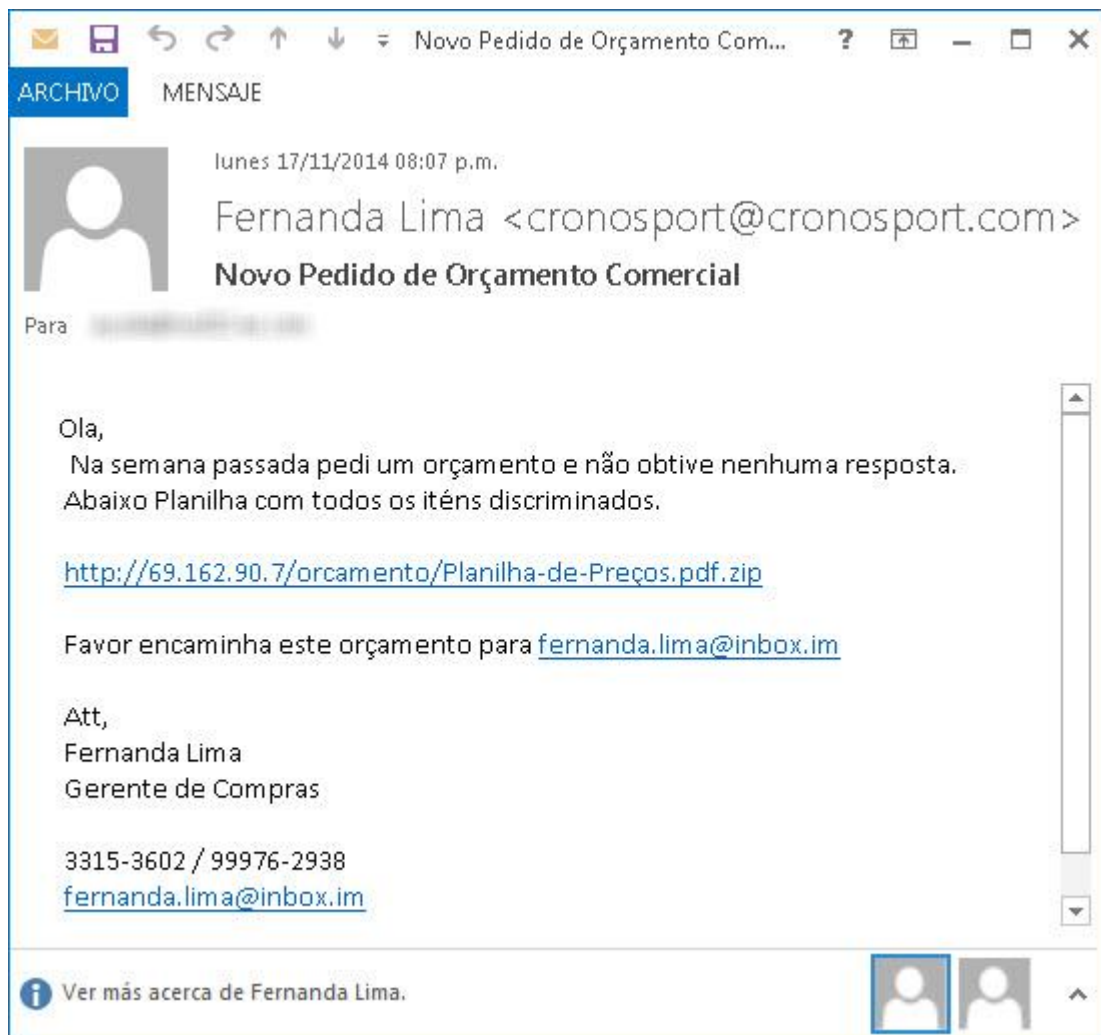 Novo Pedido de Orçamento Com...
ARCHIVO MENSAJE
lunes 17/11/2014 08:07 p.m.
Fernanda Lima <cronosport@cronosport.com>
Novo Pedido de Orçamento Comercial
Para
Ola,
Na semana passada pedi um orçamento e não obtive nenhuma resposta.
Abaixo Planilha com todos os iténs discriminados.
http://69.162.90.7/orcamento/Planilha-de-Preços.pdf.zip
Favor encaminha este orçamento para fernanda.lima@inbox.im
Att,
Fernanda Lima
Gerente de Compras
3315-3602 / 99976-2938
fernanda.lima@inbox.im
Ver más acerca de Fernanda Lima.